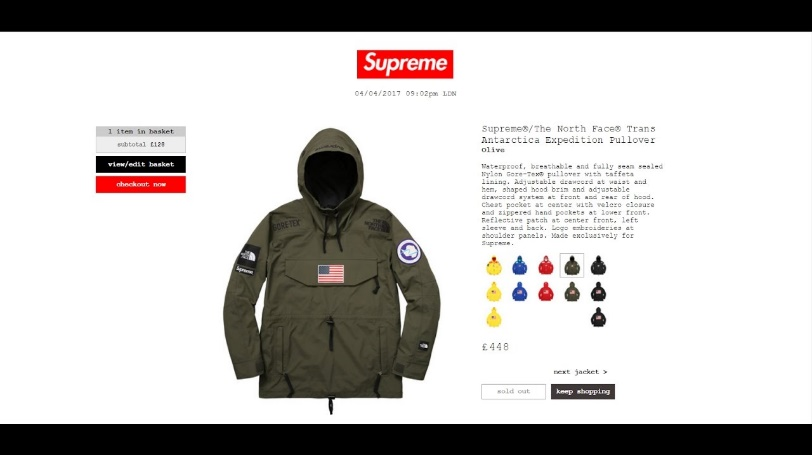 Supreme
04/04/2017 09:02pm LDN
1 item in basket
subtotal £128
view/edit basket
checkout now
GORE-TEX
THE NORTH FACE
Supreme
Supreme®/The North Face® Trans
Antarctica Expedition Pullover
Olive
Waterproof, breathable and fully seam sealed
Nylon Gore-Tex® pullover with taffeta
lining. Adjustable drawcord at waist and
hem, shaped hood brim and adjustable
drawcord system at front and rear of hood.
Chest pocket at center with velcro closure
and zippered hand pockets at lower front.
Reflective patch at center front, left
sleeve and back. Logo embroideries at
shoulder panels. Made exclusively for
Supreme.
£448
next jacket >
sold out
keep shopping